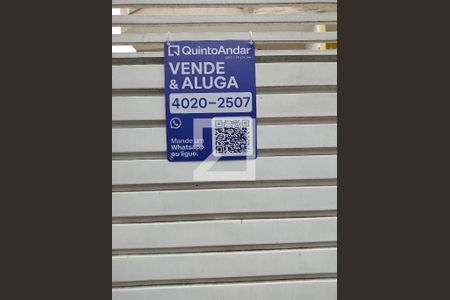 QuintoAndar
VENDE
& ALUGA
4020-2507
Mande um
Whatsapp
ou ligue.